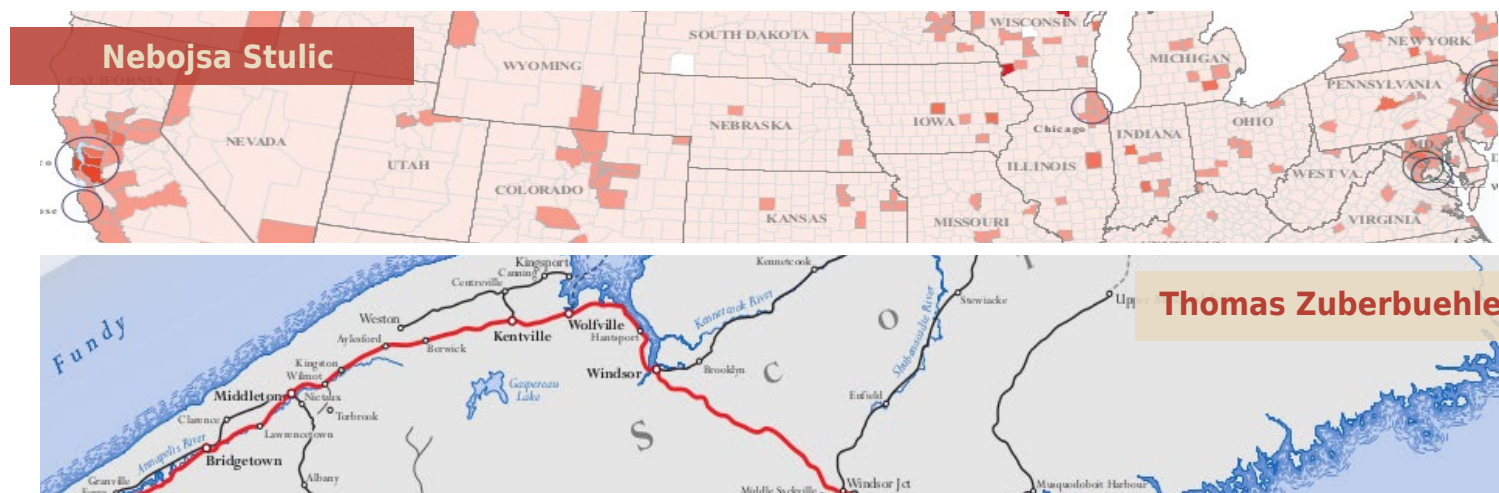 Nebojsa Stulic
CALIFORNIA
NEVADA
UTAH
WYOMING
COLORADO
SOUTH DAKOTA
NEBRASKA
KANSAS
IOWA
MISSOURI
WISCONSIN
Chicago
ILLINOIS
INDIANA
MICHIGAN
OHIO
NEW YORK
PENNSYLVANIA
MD.
WEST VA.
VIRGINIA
Thomas Zuberbuehle
Fundy
Kingsport
Canning
Centreville
Weston
Aylesford
Berwick
Kentville
Wolfville
Hantsport
Kennetcook
Kennetcook River
Windsor
Brooklyn
Kingston
Wilmot
Middleton
Nictaux
Torbrook
Clarence
Lawrencetown
Annapolis River
Bridgetown
Granville
Albany
Gaspereau
Lake
S
C
O
T
Shubenacadie River
Stewiacke
Enfield
Middle Sackville
Windsor Jct
Musquodoboit Harbour